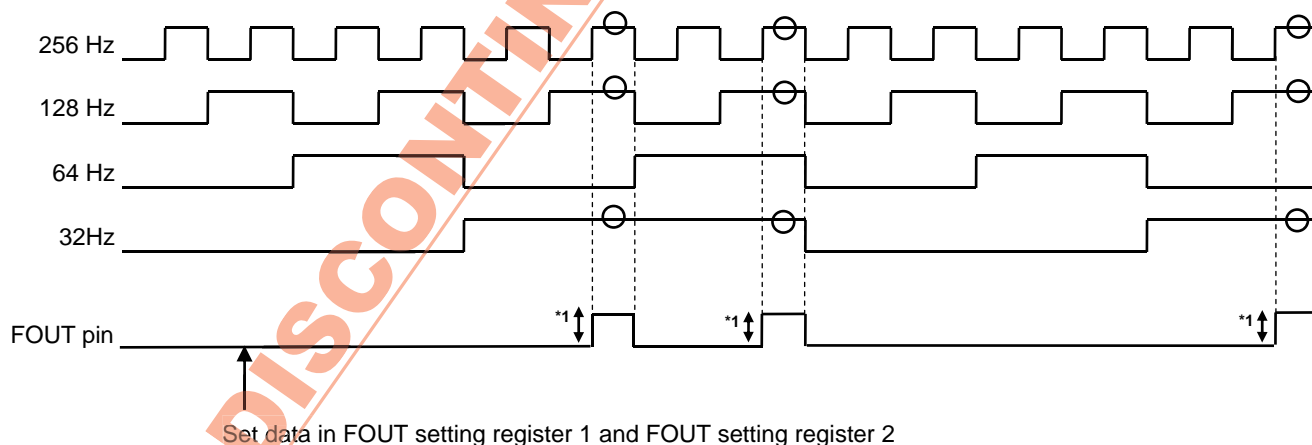 256 Hz
128 Hz
64 Hz
32Hz
FOUT pin
*1
*1
*1
Set data in FOUT setting register 1 and FOUT setting register 2